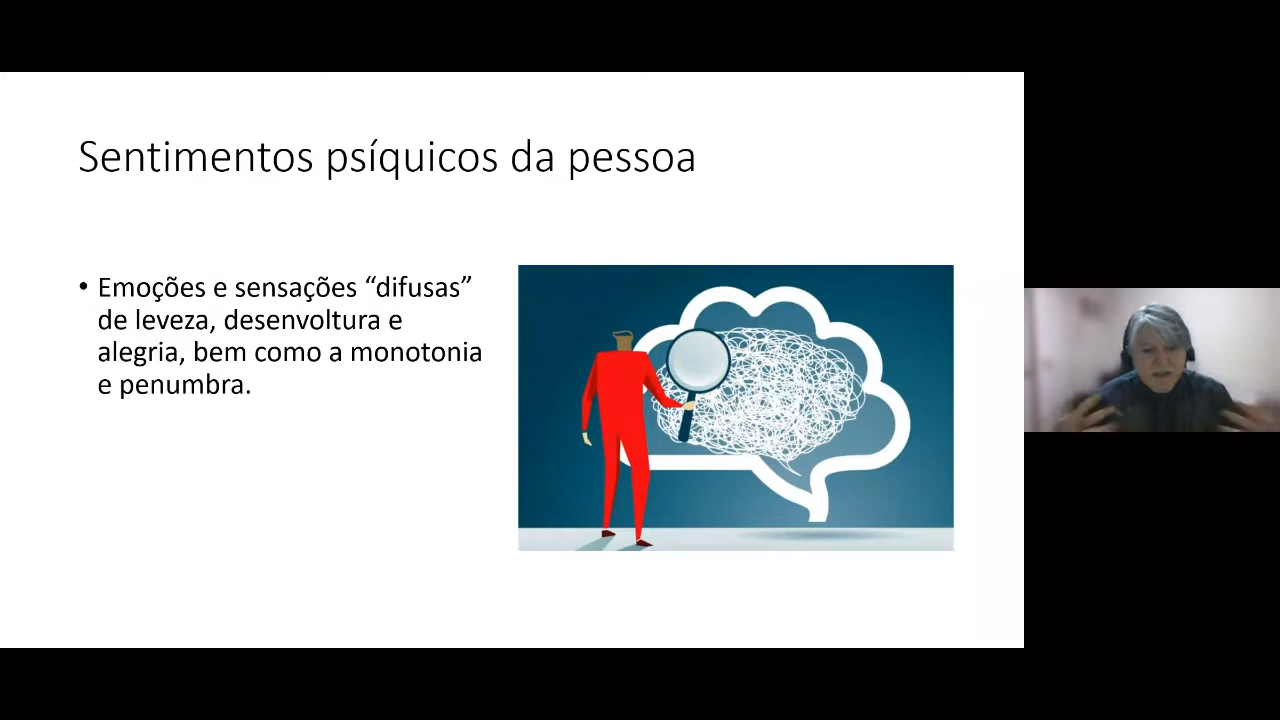 Sentimentos psíquicos da pessoa
• Emoções e sensações “difusas”
de leveza, desenvoltura e
alegria, bem como a monotonia
e penumbra.